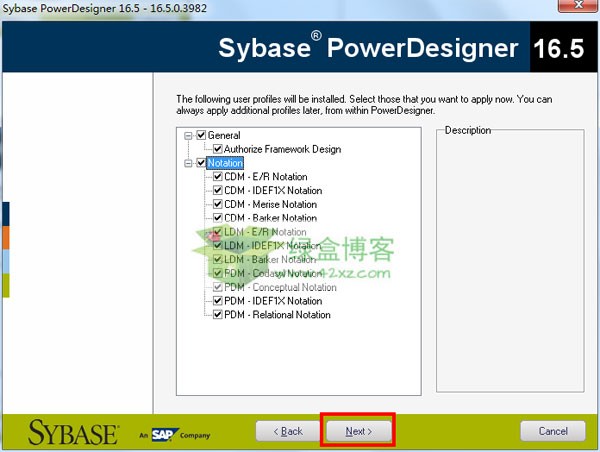 Sybase PowerDesigner 16.5 - 16.5.0.3982
Sybase® PowerDesigner 16.5
The following user profiles will be installed. Select those that you want to apply now. You can
always apply additional profiles later, from within PowerDesigner.
General
Authorize Framework Design
Notation
CDM - E/R Notation
CDM - IDEF1X Notation
CDM - Merise Notation
CDM - Barker Notation
LDM - E/R Notation
LDM - IDEF1X Notation
LDM - Barker Notation
PDM - Codasyl Notation
PDM - Conceptual Notation
PDM - IDEF1X Notation
PDM - Relational Notation
Description
绿盒博客
www.42xz.com
SYBASE® An SAP Company
< Back
Next >
Cancel